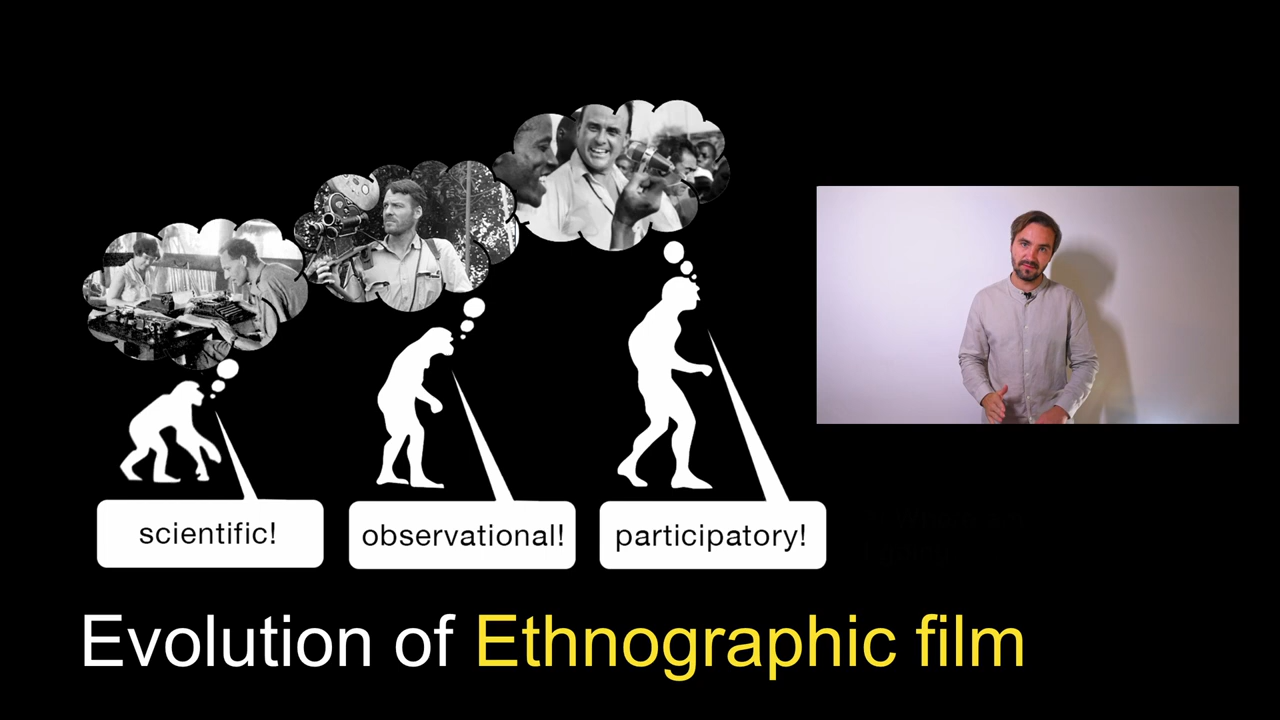 scientific!
observational!
participatory!
Evolution of Ethnographic film